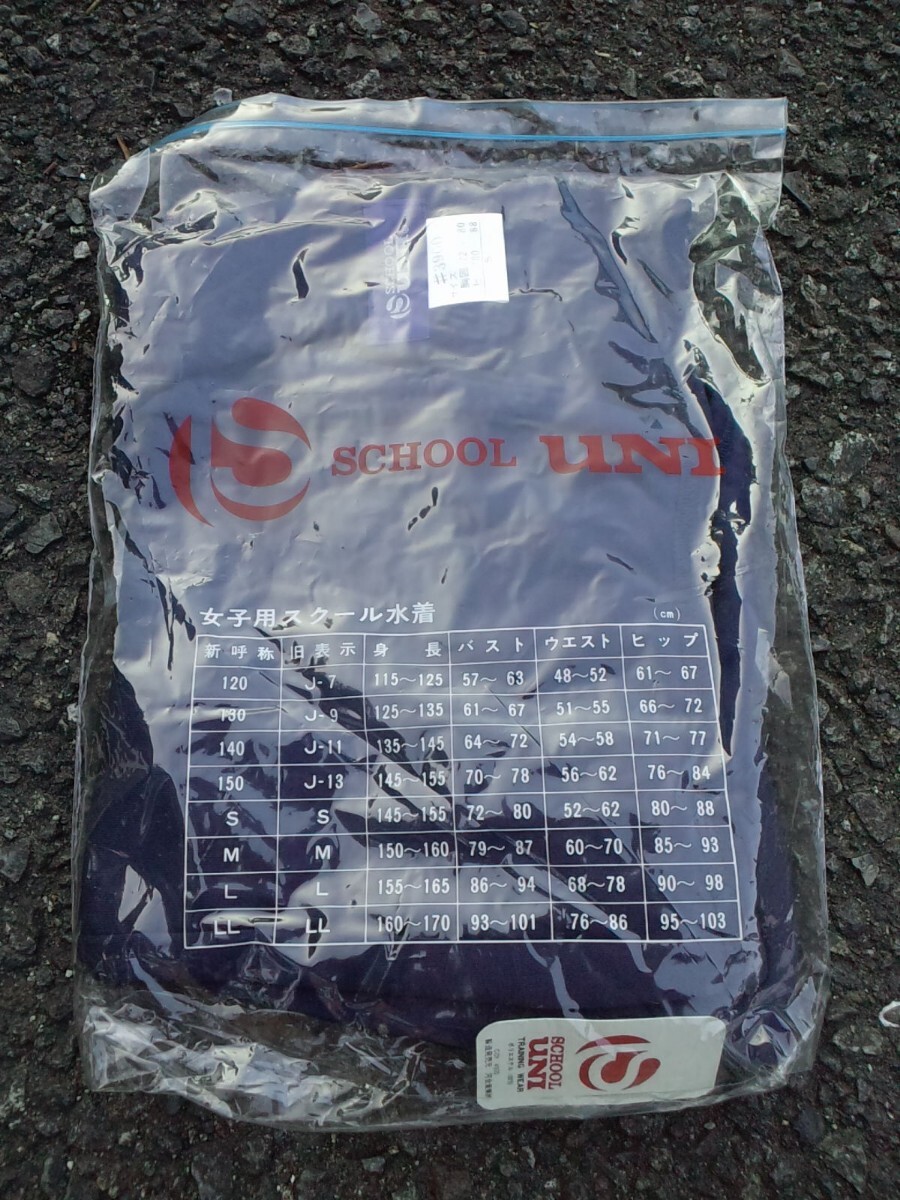 SCHOOL
SCHOOL UNI
女子用スクール水着
(cm)
新呼称 旧表示 身長 バスト ウエスト ヒップ
120 J-7 115〜125 57〜63 48〜52 61〜67
130 J-9 125〜135 61〜67 51〜55 66〜72
140 J-11 135〜145 64〜72 54〜58 71〜77
150 J-13 145〜155 70〜78 56〜62 76〜84
S S 145〜155 72〜80 52〜62 80〜88
M M 150〜160 79〜87 60〜70 85〜93
L L 155〜165 86〜94 68〜78 90〜98
LL LL 160〜170 93〜101 76〜86 95〜103
SCHOOL
UNI
TRAINING WEAR